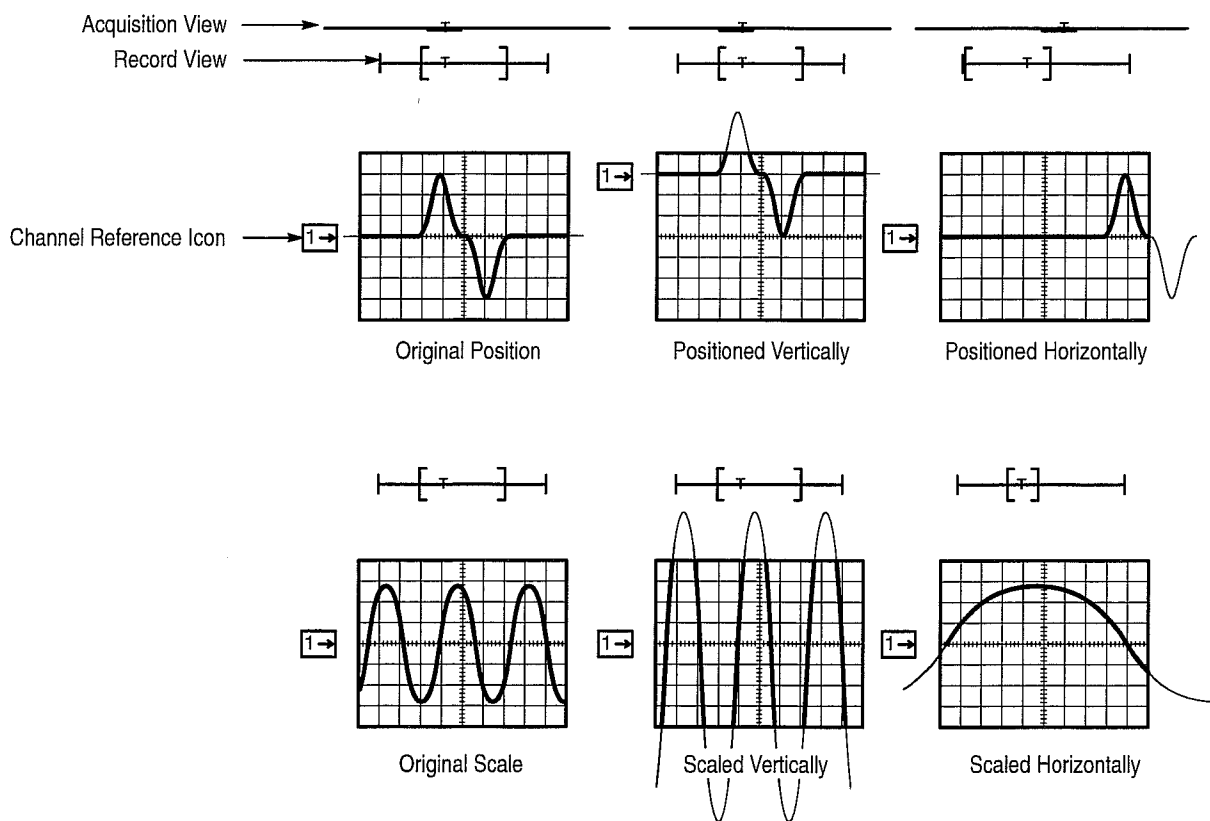 Acquisition View
T T T
Record View
T T T
1→
Channel Reference Icon 1→ 1→
Original Position Positioned Vertically Positioned Horizontally
T T T
1→ 1→ 1→
Original Scale Scaled Vertically Scaled Horizontally